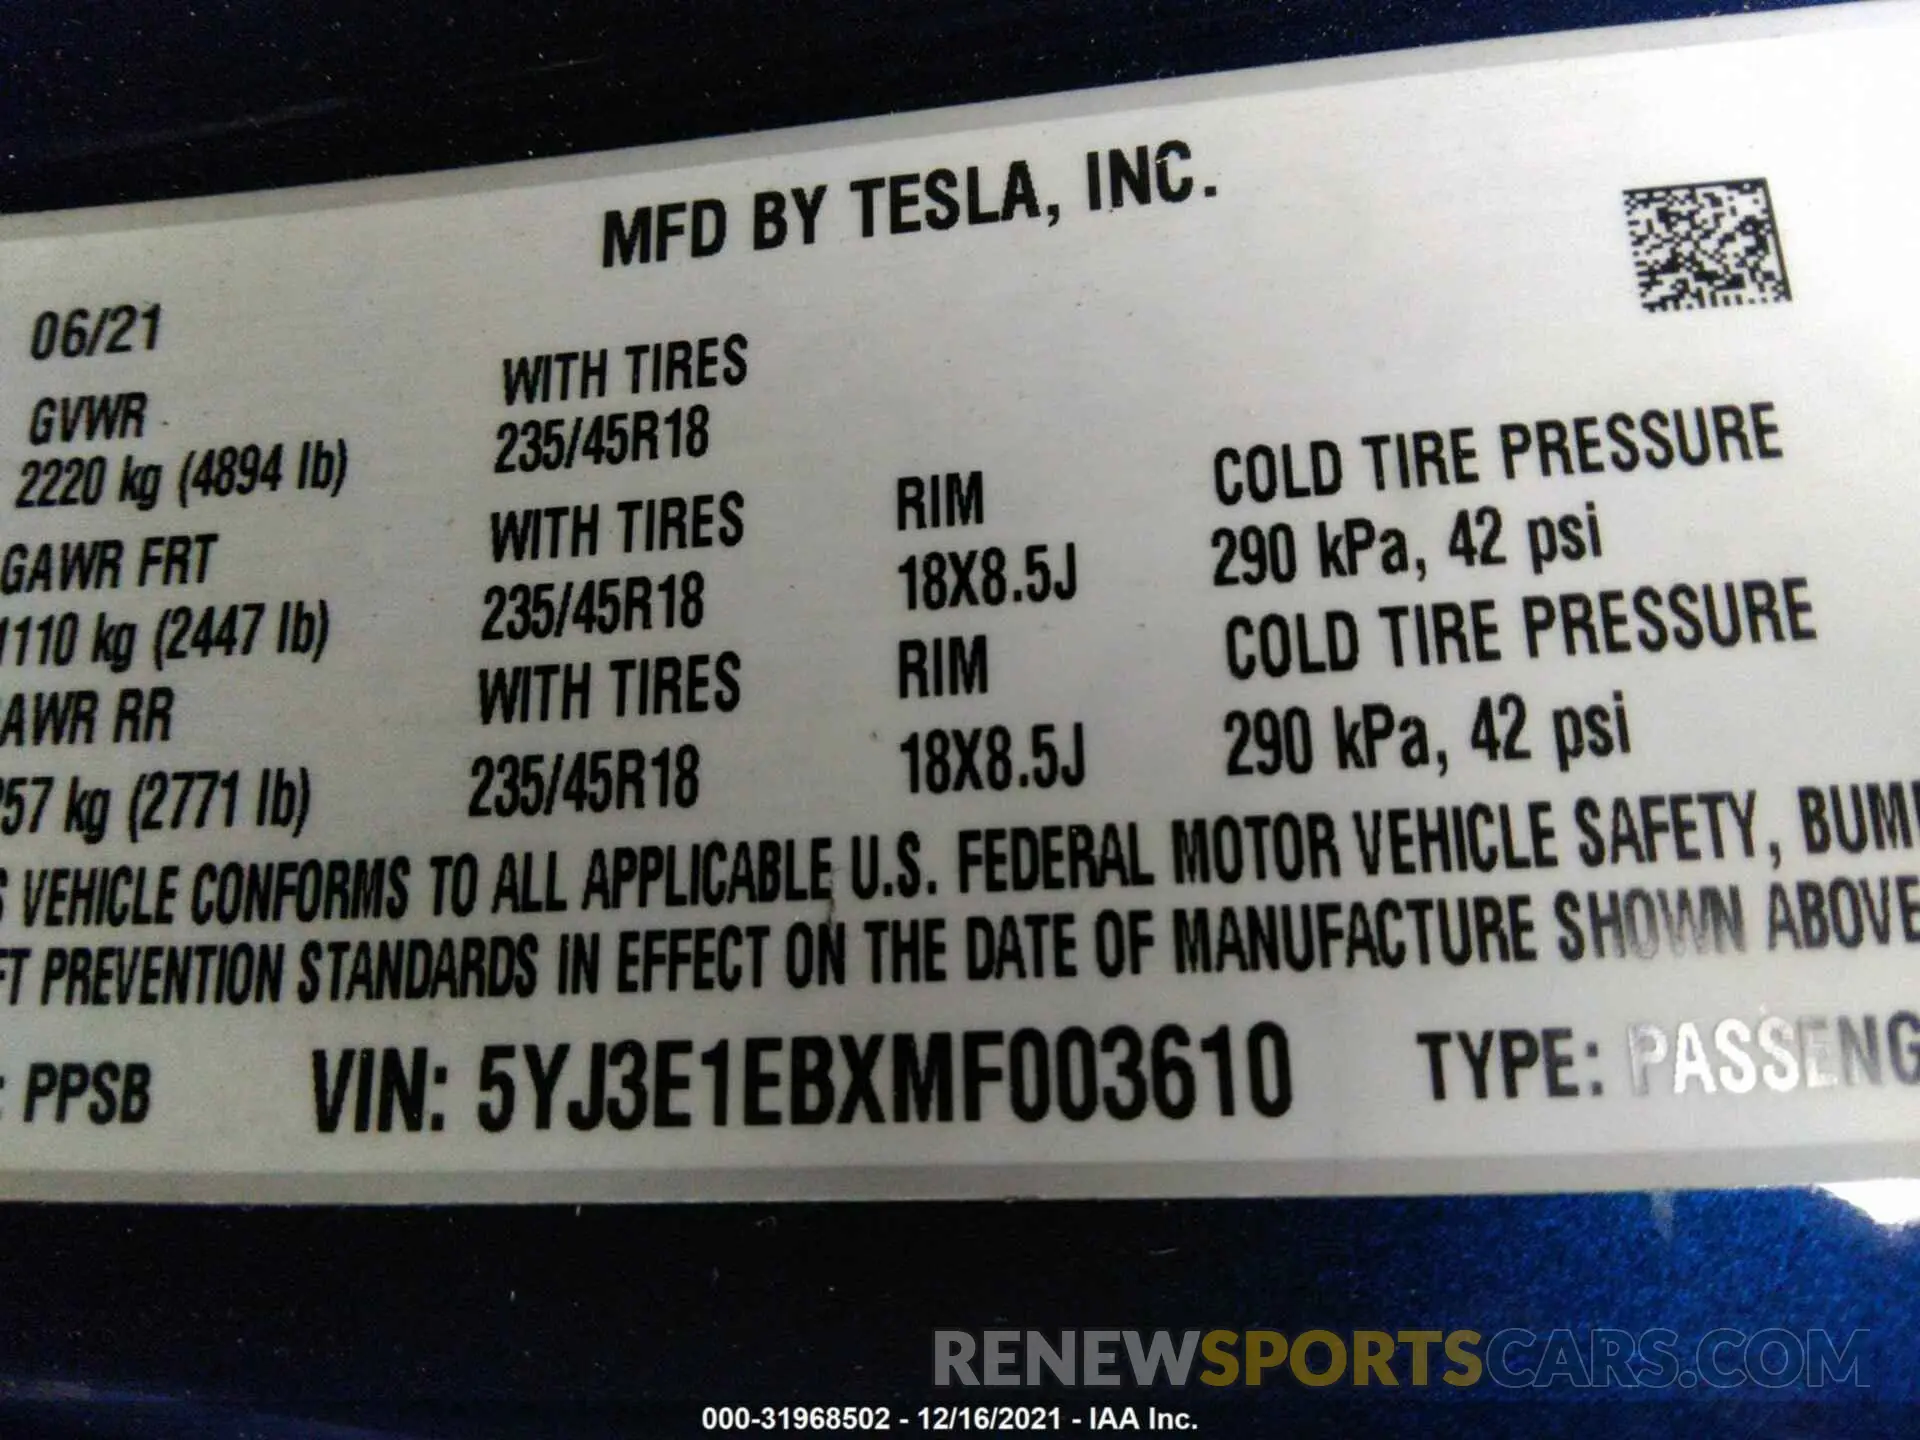 MFD BY TESLA, INC.
06/21
GVWR WITH TIRES
2220 kg (4894 lb) 235/45R18
GAWR FRT WITH TIRES RIM COLD TIRE PRESSURE
1110 kg (2447 lb) 235/45R18 18X8.5J 290 kPa, 42 psi
AWR RR WITH TIRES RIM COLD TIRE PRESSURE
57 kg (2771 lb) 235/45R18 18X8.5J 290 kPa, 42 psi
S VEHICLE CONFORMS TO ALL APPLICABLE U.S. FEDERAL MOTOR VEHICLE SAFETY, BUM
FT PREVENTION STANDARDS IN EFFECT ON THE DATE OF MANUFACTURE SHOWN ABOVE
: PPSB VIN: 5YJ3E1EBXMF003610 TYPE: PASSENG
RENEWSPORTSCARS.COM
000-31968502 - 12/16/2021 - IAA Inc.